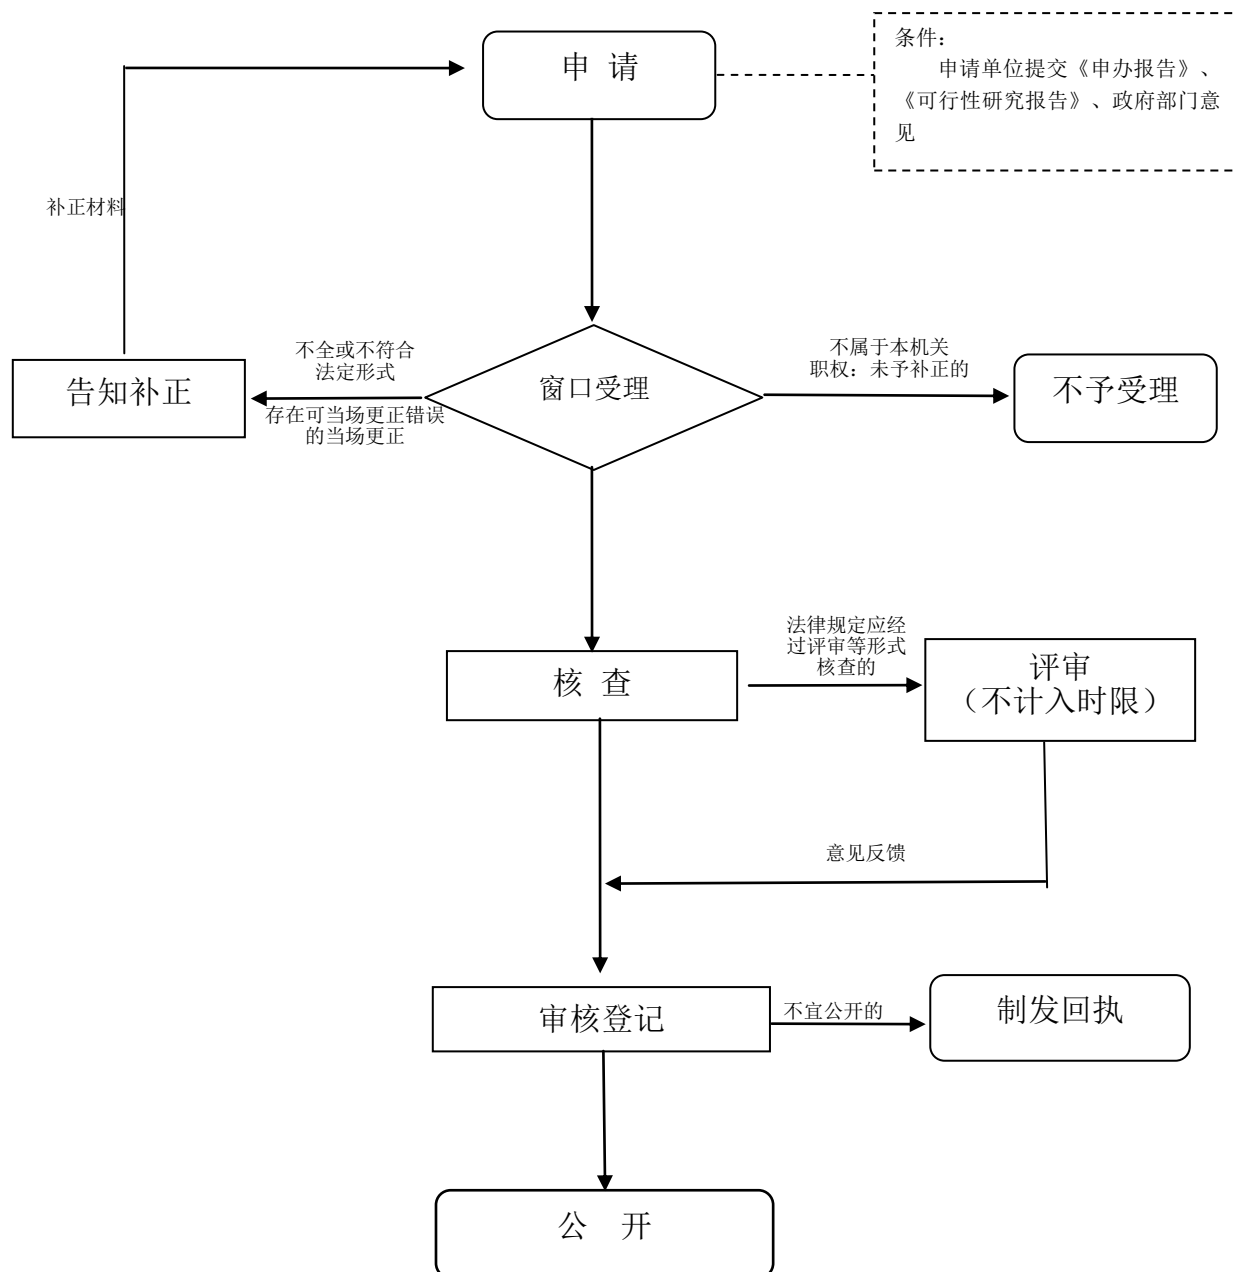 申 请
条件：
申请单位提交《申办报告》、
《可行性研究报告》、政府部门意
见
补正材料
不全或不符合
法定形式
存在可当场更正错误
的当场更正
告知补正
窗口受理
不属于本机关
职权：未予补正的
不予受理
核 查
法律规定应经
过评审等形式
核查的
评审
（不计入时限）
意见反馈
审核登记
不宜公开的
制发回执
公 开